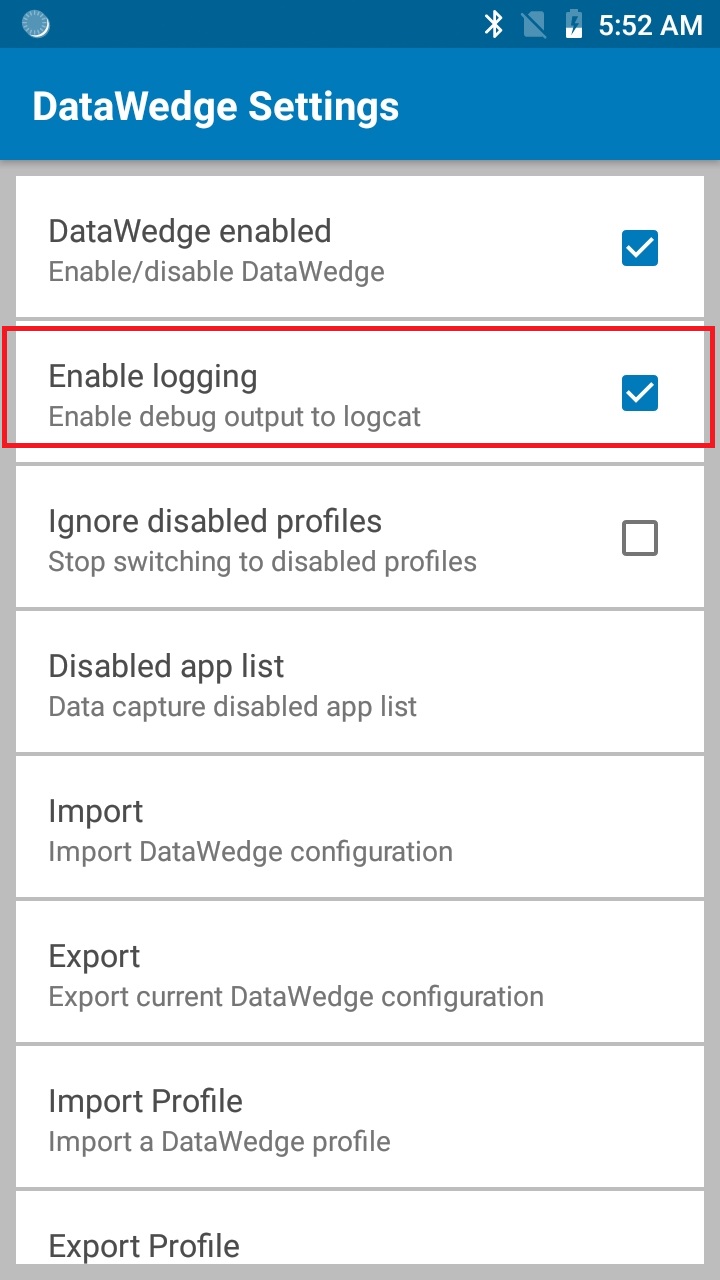 5:52 AM
DataWedge Settings
DataWedge enabled
Enable/disable DataWedge
Enable logging
Enable debug output to logcat
Ignore disabled profiles
Stop switching to disabled profiles
Disabled app list
Data capture disabled app list
Import
Import DataWedge configuration
Export
Export current DataWedge configuration
Import Profile
Import a DataWedge profile
Export Profile